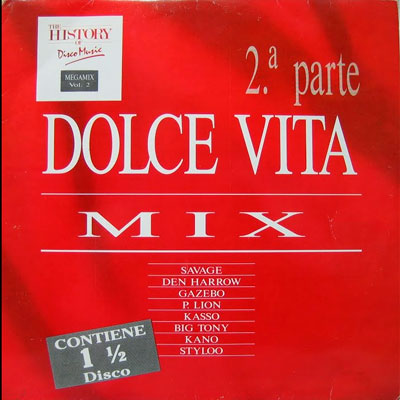 THE
HISTORY
OF
Disco Music
MEGAMIX
Vol. 2
2.ª parte
DOLCE VITA
MIX
SAVAGE
DEN HARROW
GAZEBO
P. LION
KASSO
BIG TONY
KANO
STYLOO
CONTIENE
1 ½
Disco